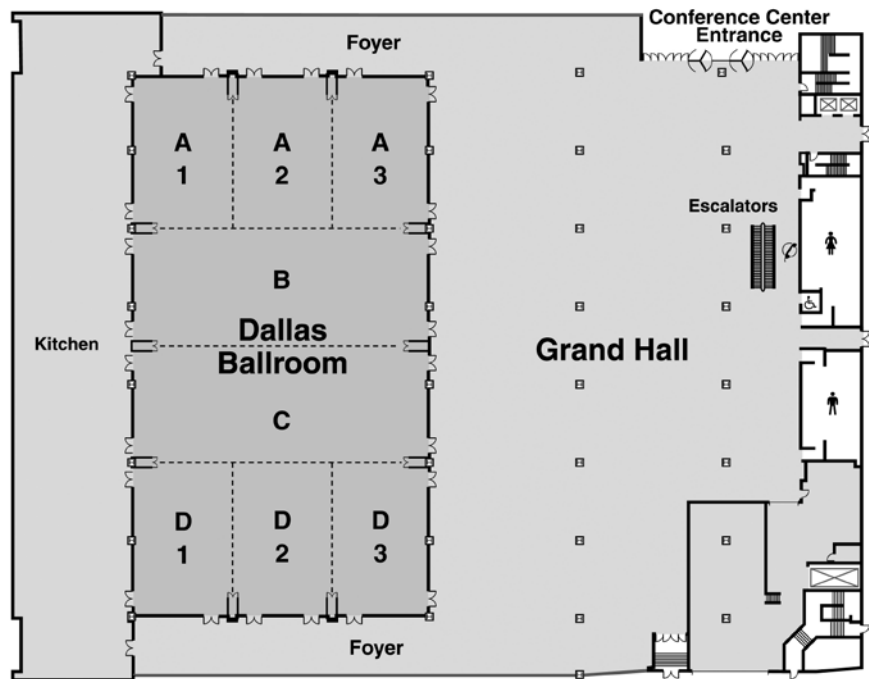 Conference Center
Entrance
Foyer
A
1
A
2
A
3
Escalators
B
Kitchen
Dallas
Ballroom
Grand Hall
C
D
1
D
2
D
3
Foyer